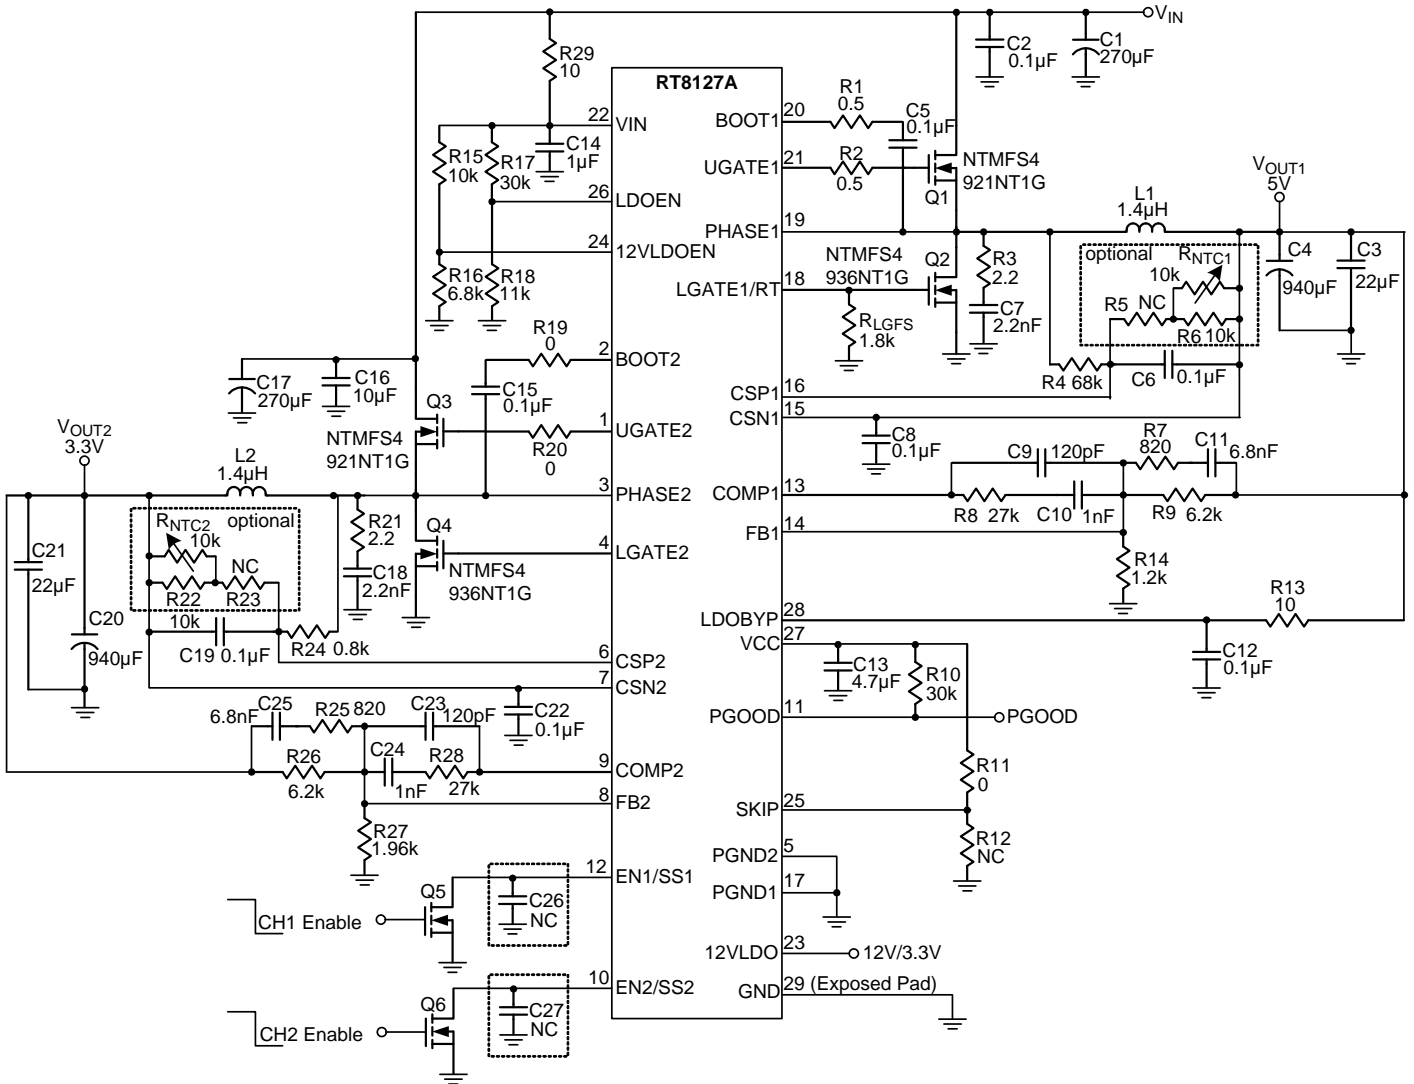 VIN
R29
10
C2
0.1µF
C1
270µF
RT8127A
22
VIN
C14
1µF
R15
10k
R17
30k
26
LDOEN
24
12VLDOEN
R16
6.8k
R18
11k
R19
0
2
BOOT2
C17
270µF
C16
10µF
C15
0.1µF
Q3
NTMFS4
921NT1G
1
UGATE2
R20
0
VOUT2
3.3V
L2
1.4µH
3
PHASE2
RNTC2
optional
10k
NC
R22
R23
10k
C21
22µF
R21
2.2
C18
2.2nF
Q4
NTMFS4
936NT1G
4
LGATE2
C20
940µF
C19 0.1µF
R24 0.8k
6
CSP2
7
CSN2
C22
0.1µF
C25
6.8nF
R25 820
C23
120pF
R26
6.2k
C24
1nF
R28
27k
9
COMP2
8
FB2
R27
1.96k
12
EN1/SS1
Q5
CH1 Enable
C26
NC
10
EN2/SS2
Q6
CH2 Enable
C27
NC
BOOT1
20
R1
0.5
C5
0.1µF
UGATE1
21
R2
0.5
NTMFS4
921NT1G
Q1
PHASE1
19
L1
1.4µH
VOUT1
5V
LGATE1/RT
18
NTMFS4
936NT1G
Q2
RLGFS
1.8k
R3
2.2
C7
2.2nF
optional
RNTC1
10k
R5
NC
R6 10k
C4
940µF
C3
22µF
R4 68k
C6
0.1µF
CSP1
16
CSN1
15
C8
0.1µF
C9
120pF
R7
820
C11
6.8nF
COMP1
13
R8
27k
C10
1nF
R9
6.2k
FB1
14
R14
1.2k
LDOBYP
28
R13
10
C12
0.1µF
VCC
27
C13
4.7µF
R10
30k
PGOOD
11
PGOOD
R11
0
SKIP
25
R12
NC
PGND2
5
PGND1
17
12VLDO
23
12V/3.3V
GND
29 (Exposed Pad)